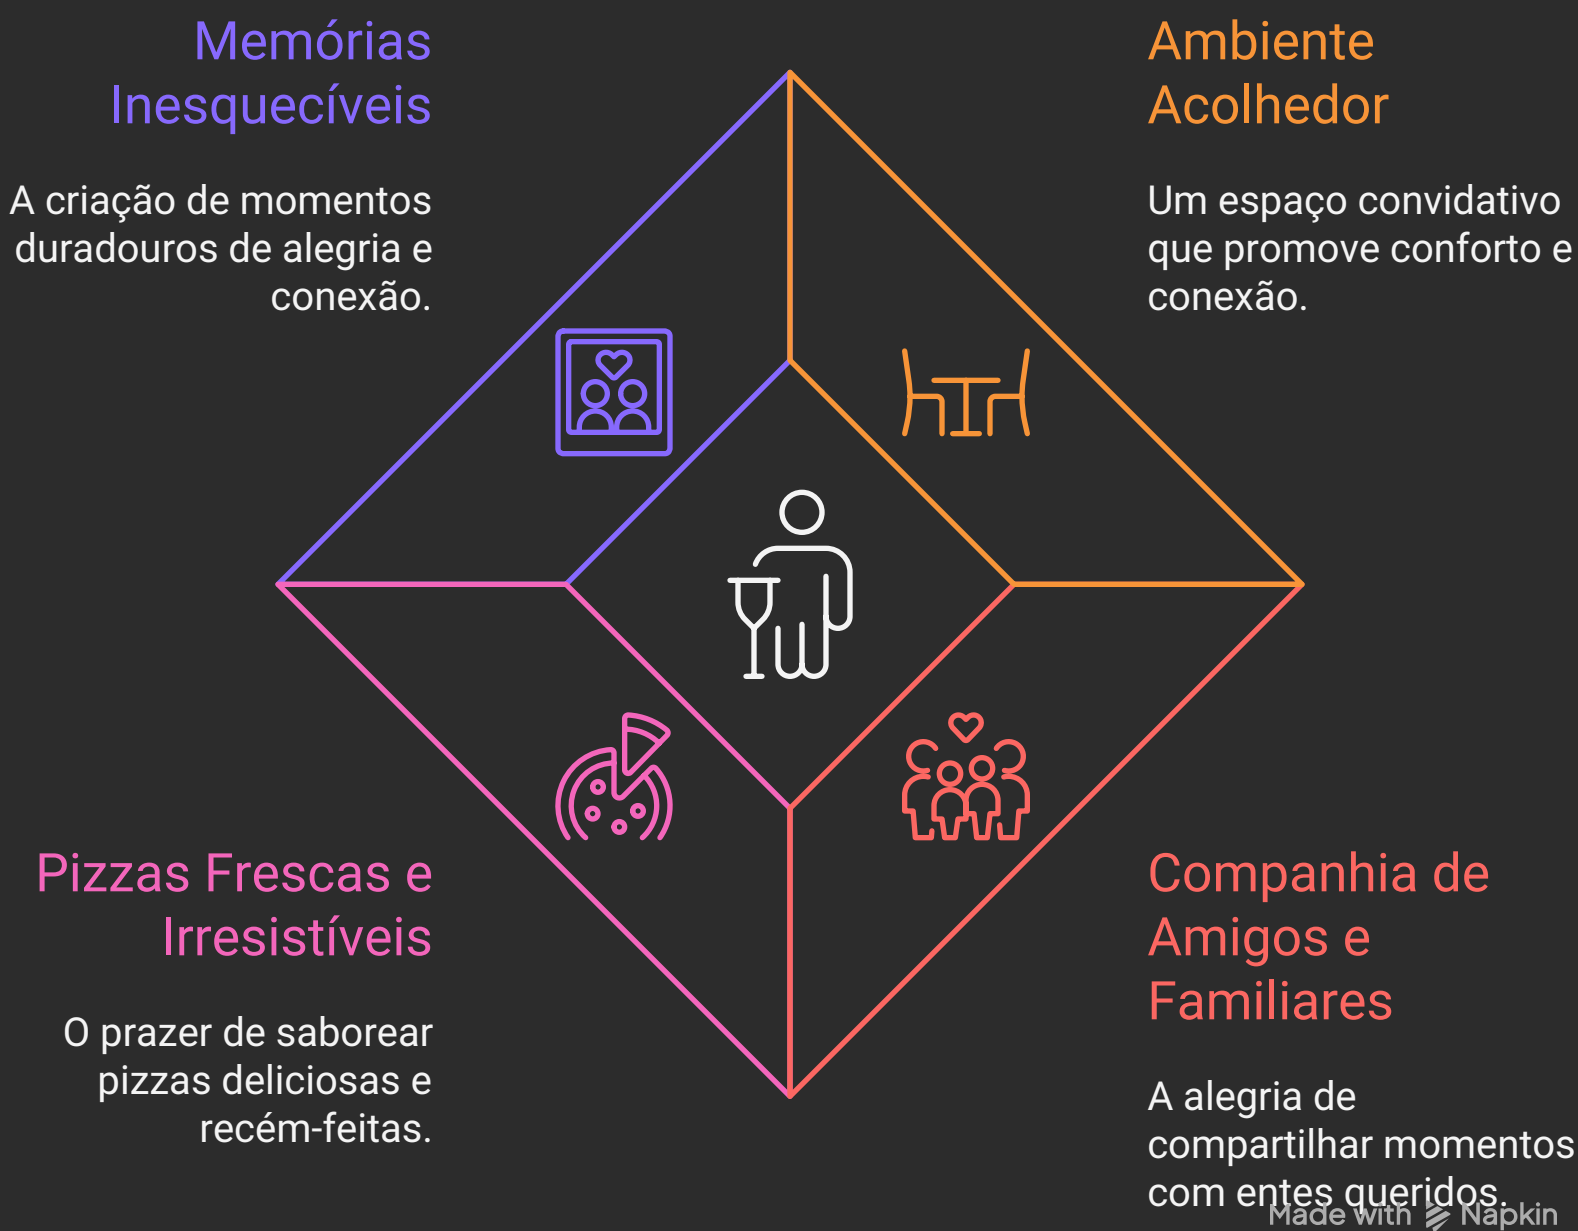 Memórias
Inesquecíveis
A criação de momentos
duradouros de alegria e
conexão.
Ambiente
Acolhedor
Um espaço convidativo
que promove conforto e
conexão.
Pizzas Frescas e
Irresistíveis
O prazer de saborear
pizzas deliciosas e
recém-feitas.
Companhia de
Amigos e
Familiares
A alegria de
compartilhar momentos
com entes queridos.
Made with Napkin